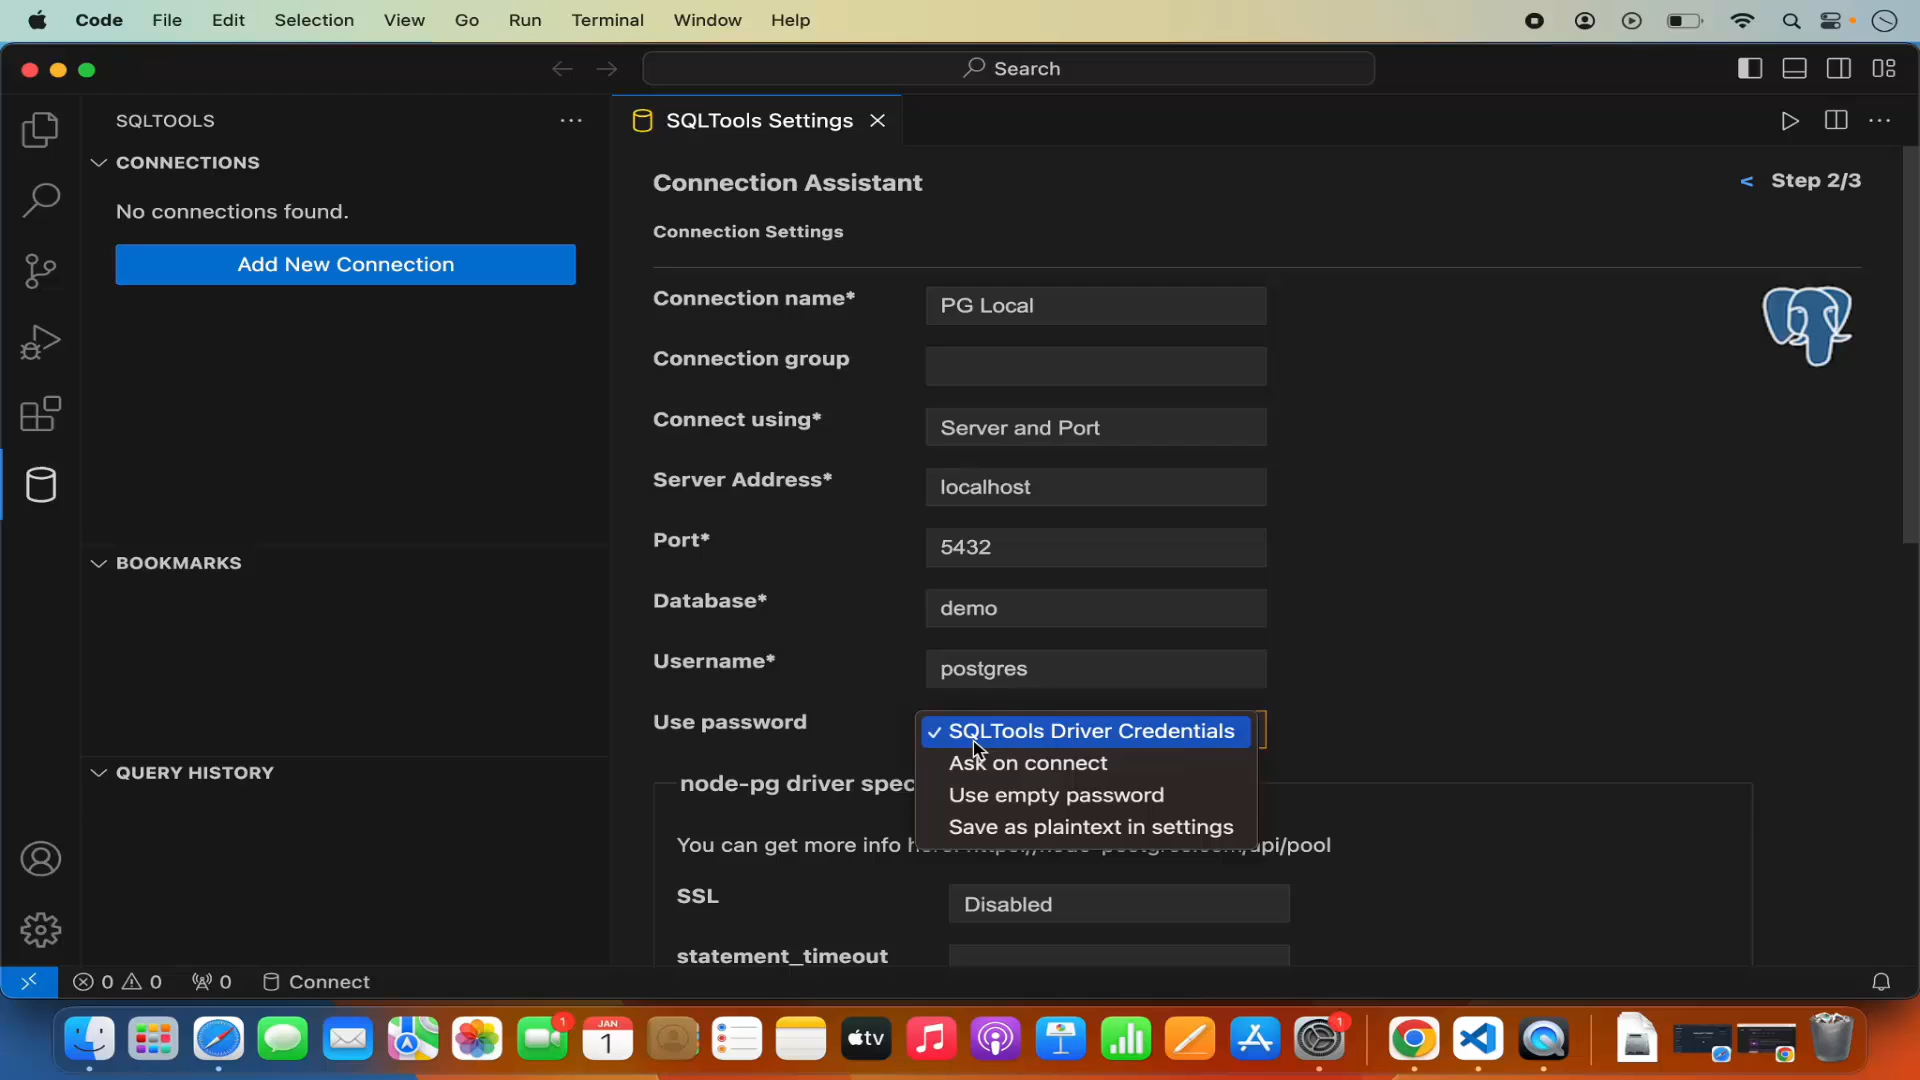 Code File Edit Selection View Go Run Terminal Window Help
Search
SQLTOOLS
SQLTools Settings
CONNECTIONS
No connections found.
Add New Connection
BOOKMARKS
QUERY HISTORY
Connection Assistant
< Step 2/3
Connection Settings
Connection name* PG Local
Connection group
Connect using* Server and Port
Server Address* localhost
Port* 5432
Database* demo
Username* postgres
Use password
✓ SQLTools Driver Credentials
Ask on connect
Use empty password
Save as plaintext in settings
node-pg driver spec
You can get more info api/pool
SSL Disabled
statement_timeout
0 0 0 Connect
1 JAN 1 tv 1